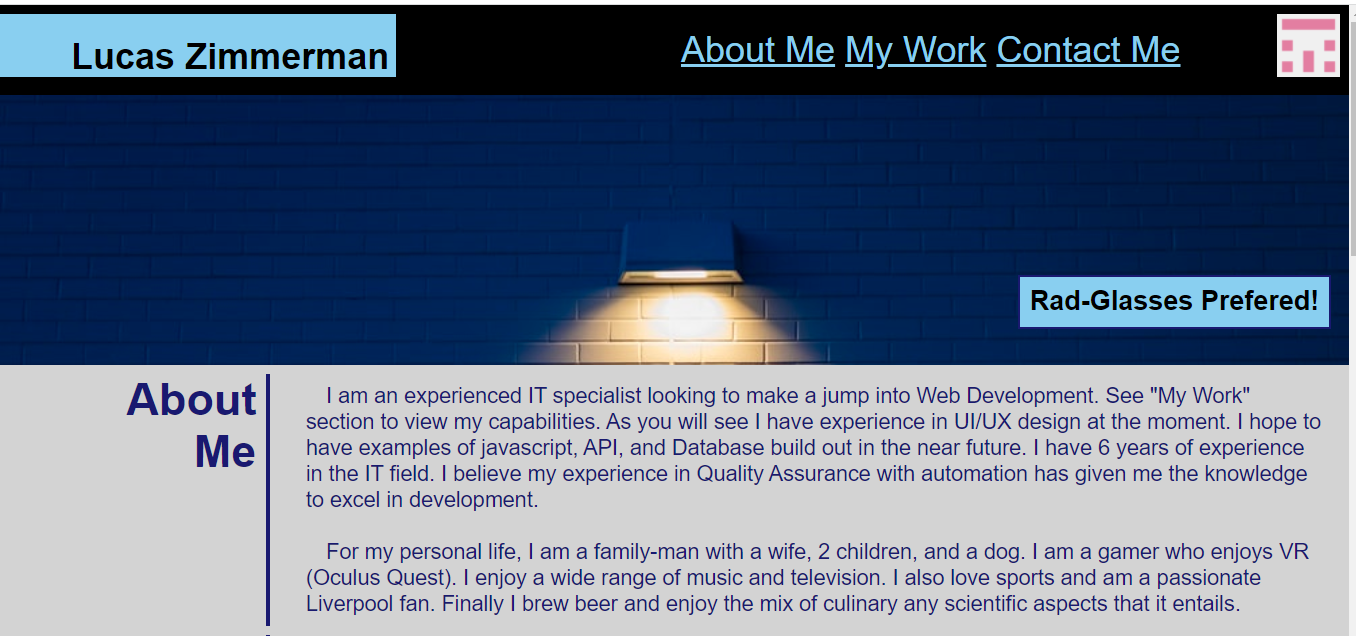 Lucas Zimmerman
About Me My Work Contact Me
Rad-Glasses Prefered!
About
Me
I am an experienced IT specialist looking to make a jump into Web Development. See "My Work"
section to view my capabilities. As you will see I have experience in UI/UX design at the moment. I hope to
have examples of javascript, API, and Database build out in the near future. I have 6 years of experience
in the IT field. I believe my experience in Quality Assurance with automation has given me the knowledge
to excel in development.
For my personal life, I am a family-man with a wife, 2 children, and a dog. I am a gamer who enjoys VR
(Oculus Quest). I enjoy a wide range of music and television. I also love sports and am a passionate
Liverpool fan. Finally I brew beer and enjoy the mix of culinary any scientific aspects that it entails.